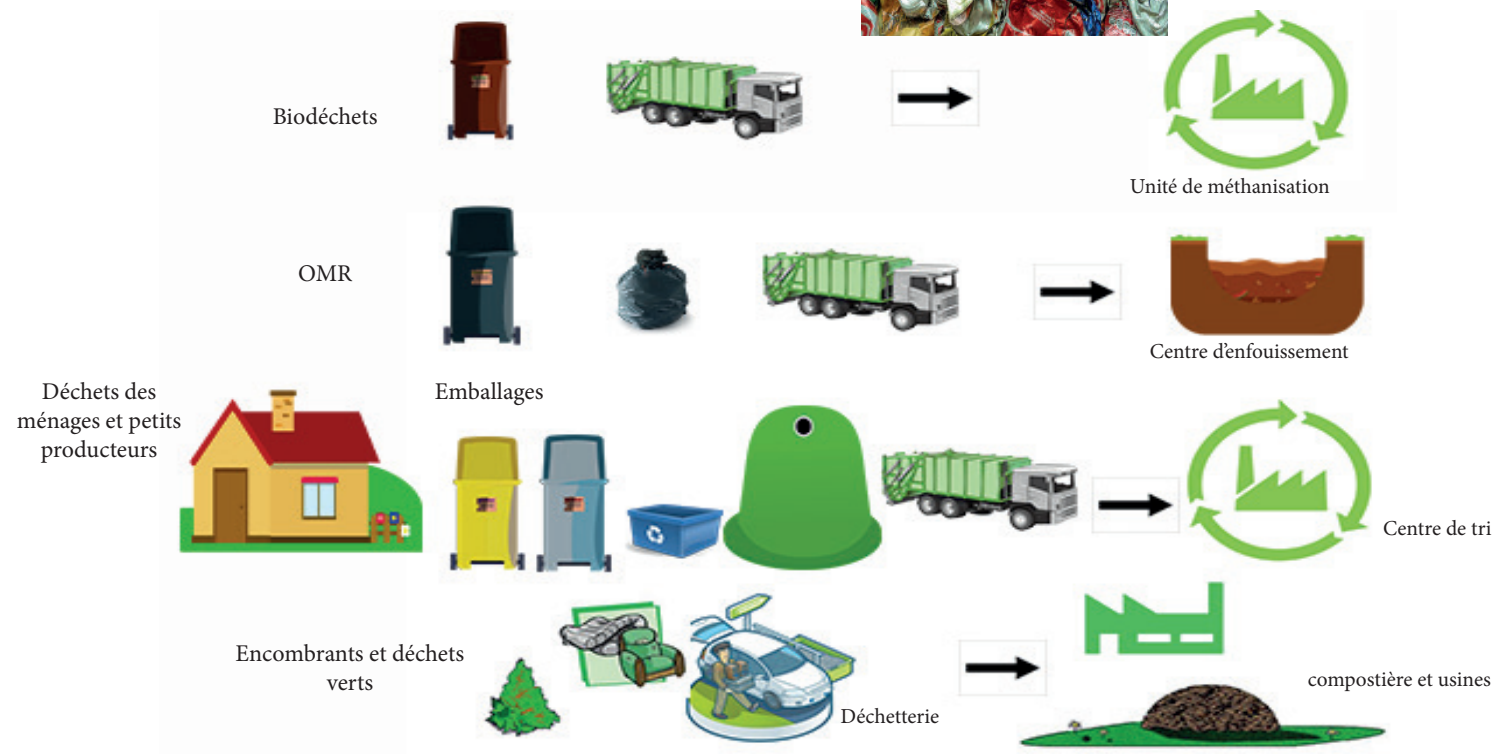 Biodéchets
Unité de méthanisation
OMR
Centre d'enfouissement
Déchets des
ménages et petits
producteurs
Emballages
Centre de tri
Encombrants et déchets
verts
Déchetterie
compostière et usines